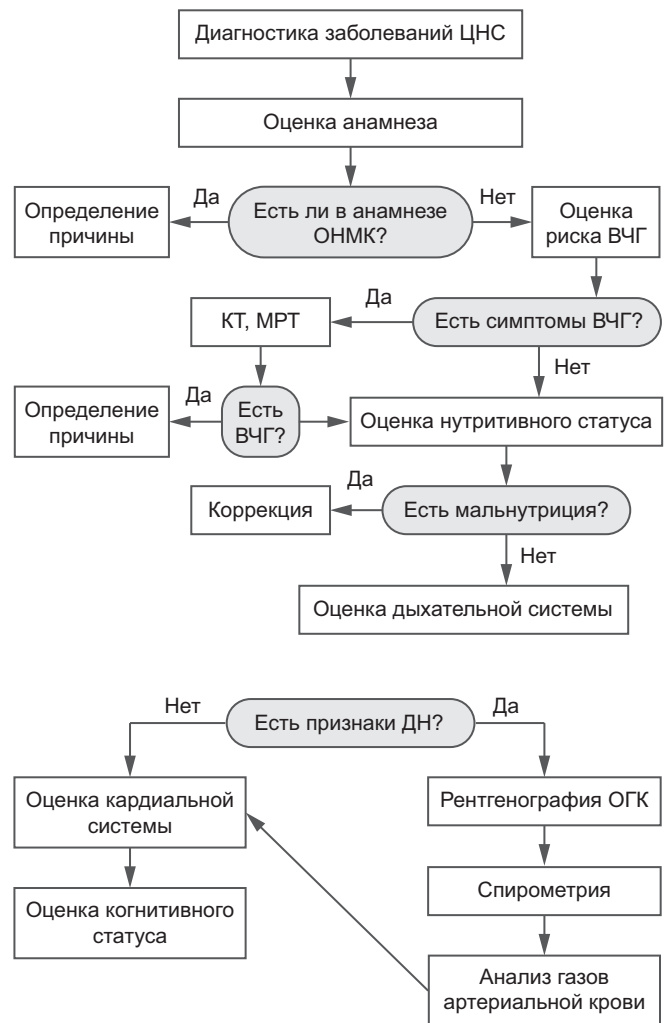 Диагностика заболеваний ЦНС
Оценка анамнеза
Да
Есть ли в анамнезе
ОНМК?
Нет
Определение
причины
Оценка
риска ВЧГ
Да
КТ, МРТ
Есть симптомы ВЧГ?
Нет
Определение
причины
Да
Есть
ВЧГ?
Оценка нутритивного статуса
Да
Коррекция
Есть мальнутриция?
Нет
Оценка дыхательной системы
Нет
Есть признаки ДН?
Да
Оценка кардиальной
системы
Рентгенография ОГК
Оценка когнитивного
статуса
Спирометрия
Анализ газов
артериальной крови